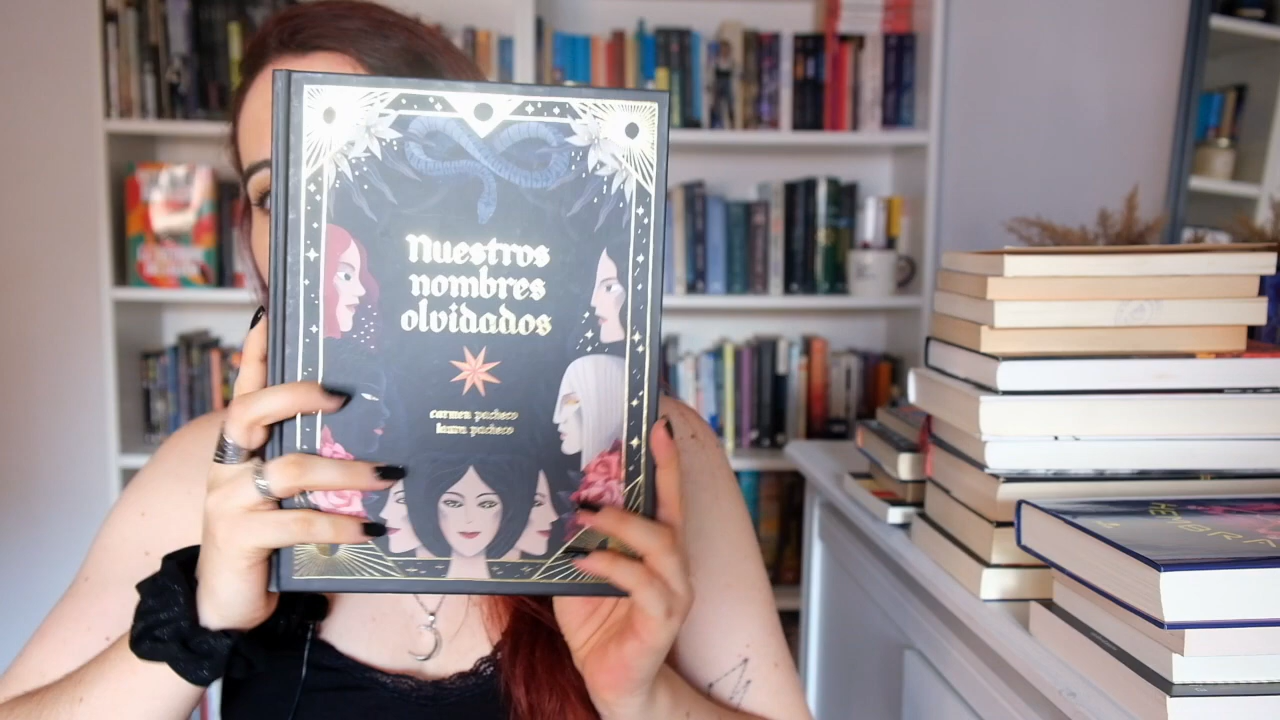 Nuestros
nombres
olvidados
carmen pacheco
laura pacheco